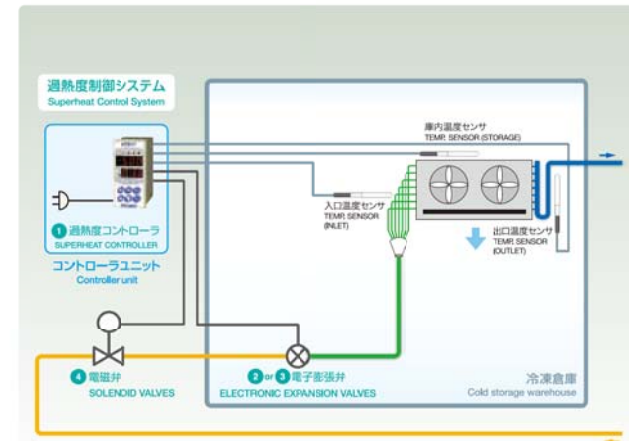 過熱度制御システム
Superheat Control System
庫内温度センサ
TEMP. SENSOR (STORAGE)
入口温度センサ
TEMP. SENSOR
(INLET)
出口温度センサ
TEMP. SENSOR
(OUTLET)
1 過熱度コントローラ
SUPERHEAT CONTROLLER
コントローラユニット
Controller unit
4 電磁弁
SOLENDID VALVES
2 or 3 電子膨張弁
ELECTRONIC EXPANSION VALVES
冷凍倉庫
Cold storage warehouse